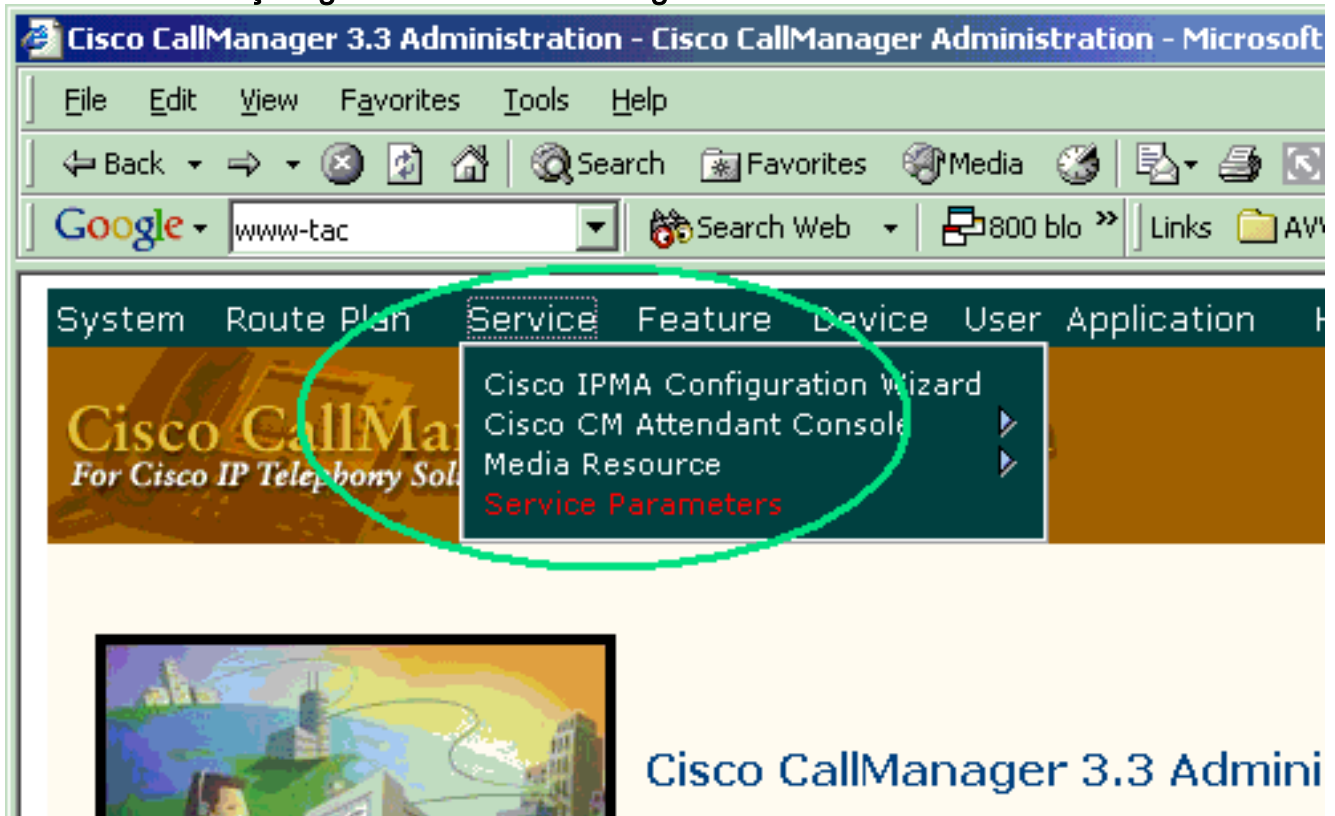 Cisco CallManager 3.3 Administration - Cisco CallManager Administration - Microsoft
File Edit View Favorites Tools Help
Back Search Favorites Media
Google www-tac Search Web 800 blo » Links
System Route Plan Service Feature Device User Application
Cisco IPMA Configuration Wizard
Cisco CM Attendant Console
Media Resource
Service Parameters
Cisco CallMa
For Cisco IP Telephony Sol
Cisco CallManager 3.3 Admini